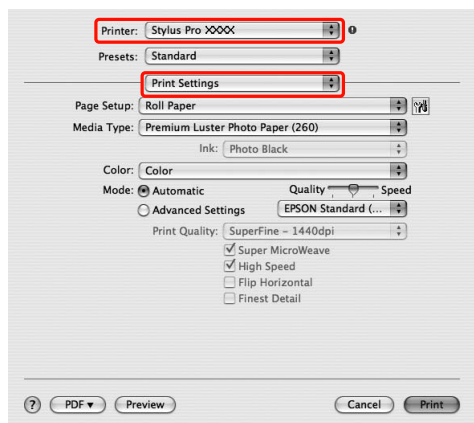 Printer: Stylus Pro XXXX
Presets: Standard
Print Settings
Page Setup: Roll Paper
Media Type: Premium Luster Photo Paper (260)
Ink: Photo Black
Color: Color
Mode: Automatic Quality Speed
Advanced Settings EPSON Standard (...
Print Quality: SuperFine - 1440dpi
Super MicroWeave
High Speed
Flip Horizontal
Finest Detail
? PDF▼ Preview Cancel Print